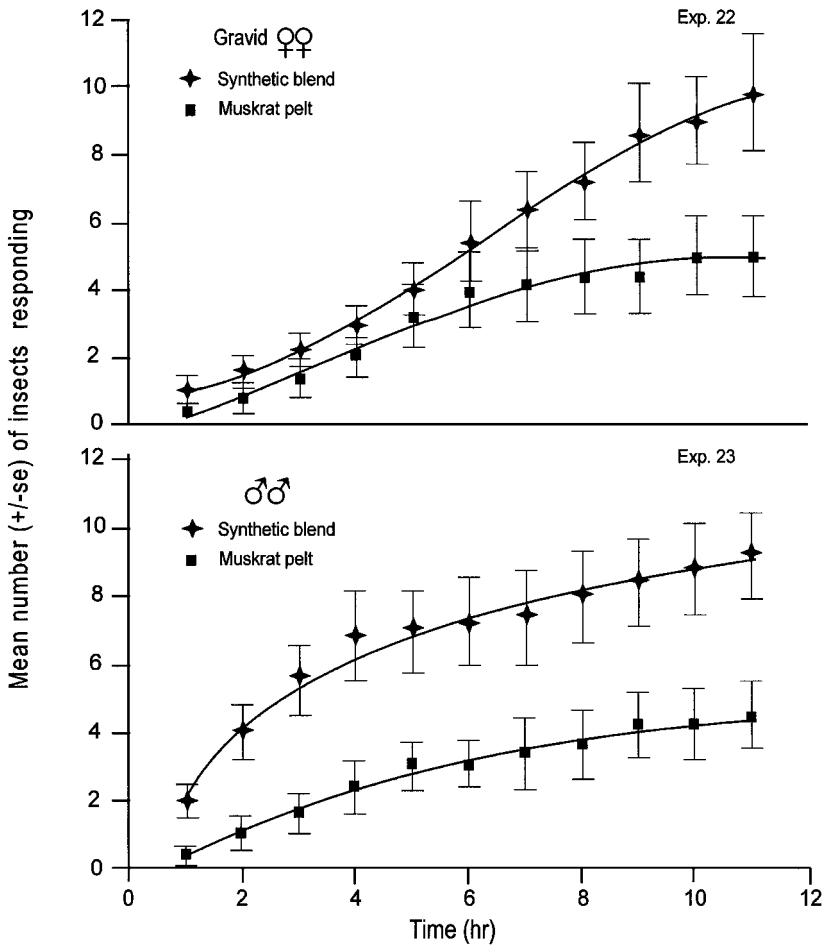 Exp. 22
Gravid ♀♀
Synthetic blend
Muskrat pelt
12
10
8
6
4
2
0
Mean number (+/-se) of insects responding
Exp. 23
♂♂
Synthetic blend
Muskrat pelt
12
10
8
6
4
2
0
0 2 4 6 8 10 12
Time (hr)